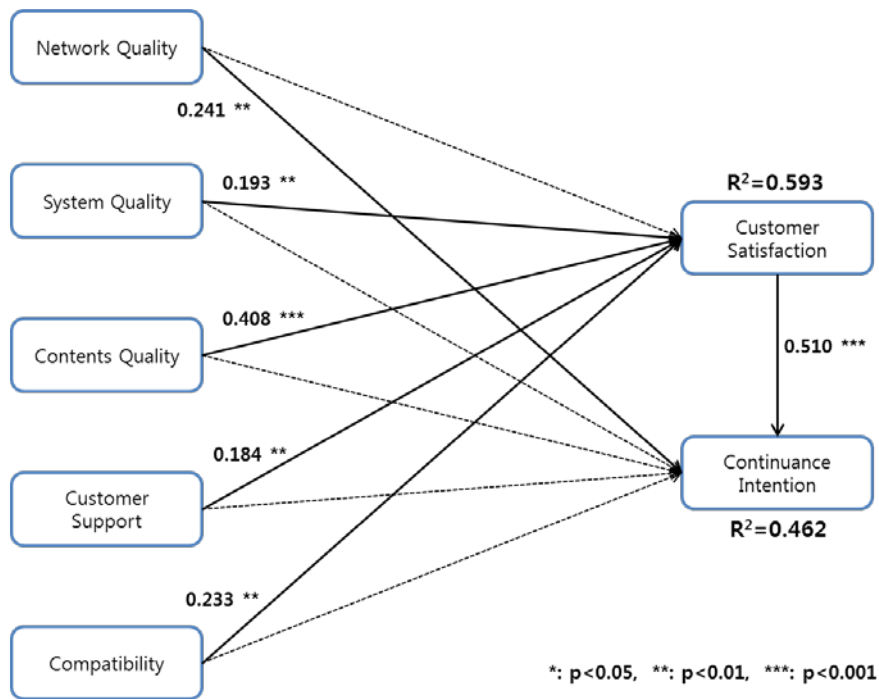 Network Quality
0.241 **
System Quality
0.193 **
R²=0.593
Customer
Satisfaction
Contents Quality
0.408 ***
0.510 ***
Customer
Support
0.184 **
Continuance
Intention
R²=0.462
Compatibility
0.233 **
*: p<0.05, **: p<0.01, ***: p<0.001